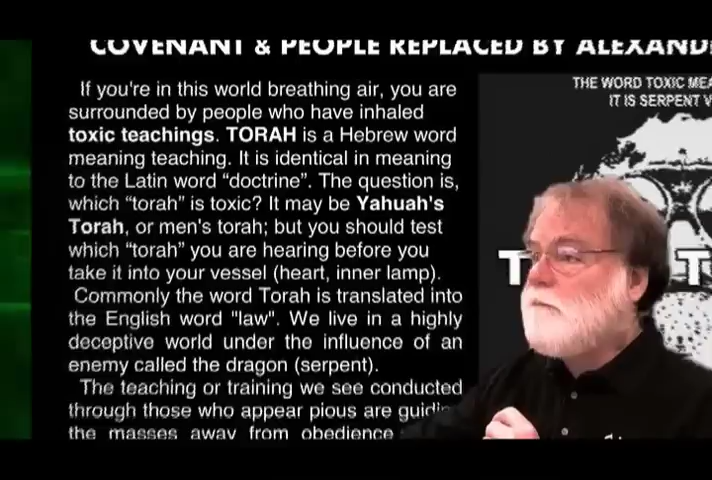 COVENANT & PEOPLE REPLACED BY
THE WORD TOXIC
IT IS SERPENT
If you're in this world breathing air, you are
surrounded by people who have inhaled
toxic teachings. TORAH is a Hebrew word
meaning teaching. It is identical in meaning
to the Latin word “doctrine”. The question is,
which “torah” is toxic? It may be Yahuah's
Torah, or men's torah; but you should test
which “torah” you are hearing before you
take it into your vessel (heart, inner lamp).
Commonly the word Torah is translated into
the English word "law". We live in a highly
deceptive world under the influence of an
enemy called the dragon (serpent).
The teaching or training we see conducted
through those who appear pious are
the masses away from obedience